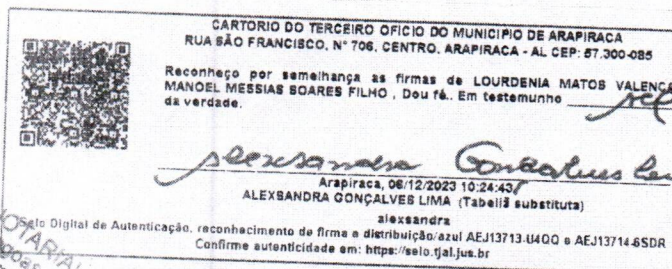 CARTORIO DO TERCEIRO OFICIO DO MUNICIPIO DE ARAPIRACA
RUA SÃO FRANCISCO, N° 706, CENTRO, ARAPIRACA - AL CEP: 57.300-085
Reconheço por semelhança as firmas de LOURDENIA MATOS VALENÇA
MANOEL MESSIAS SOARES FILHO , Dou fé.. Em testemunho
da verdade.
Alexsandra Gonçalves
Arapiraca, 06/12/2023 10:24:43
ALEXSANDRA GONÇALVES LIMA (Tabeliã substituta)
alexsandra
Selo Digital de Autenticação, reconhecimento de firma e distribuição/azul AEJ13713-U4QQ e AEJ13714-6SDR
Confirme autenticidade em: https://selo.tjal.jus.br